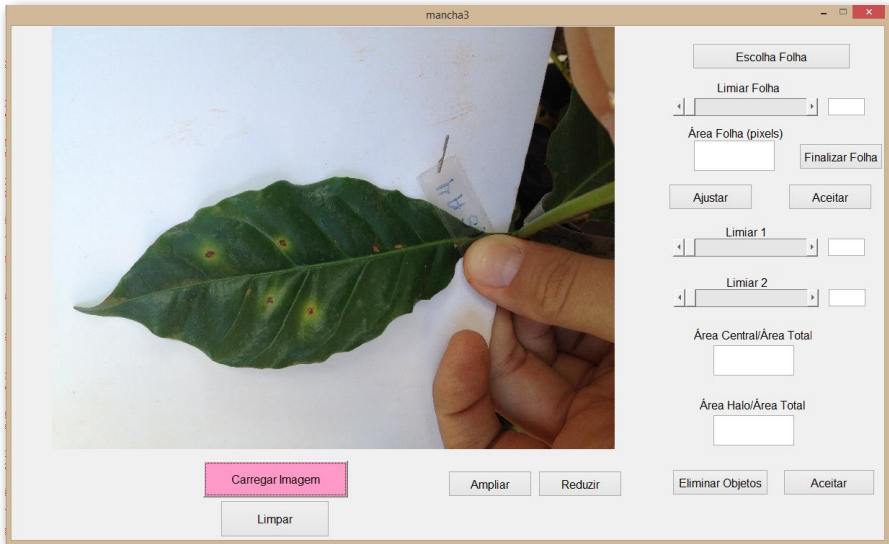 mancha3
Escolha Folha
Limiar Folha
Área Folha (pixels)
Finalizar Folha
Ajustar
Aceitar
Limiar 1
Limiar 2
Área Central/Área Total
Área Halo/Área Total
Carregar Imagem
Ampliar
Reduzir
Eliminar Objetos
Aceitar
Limpar